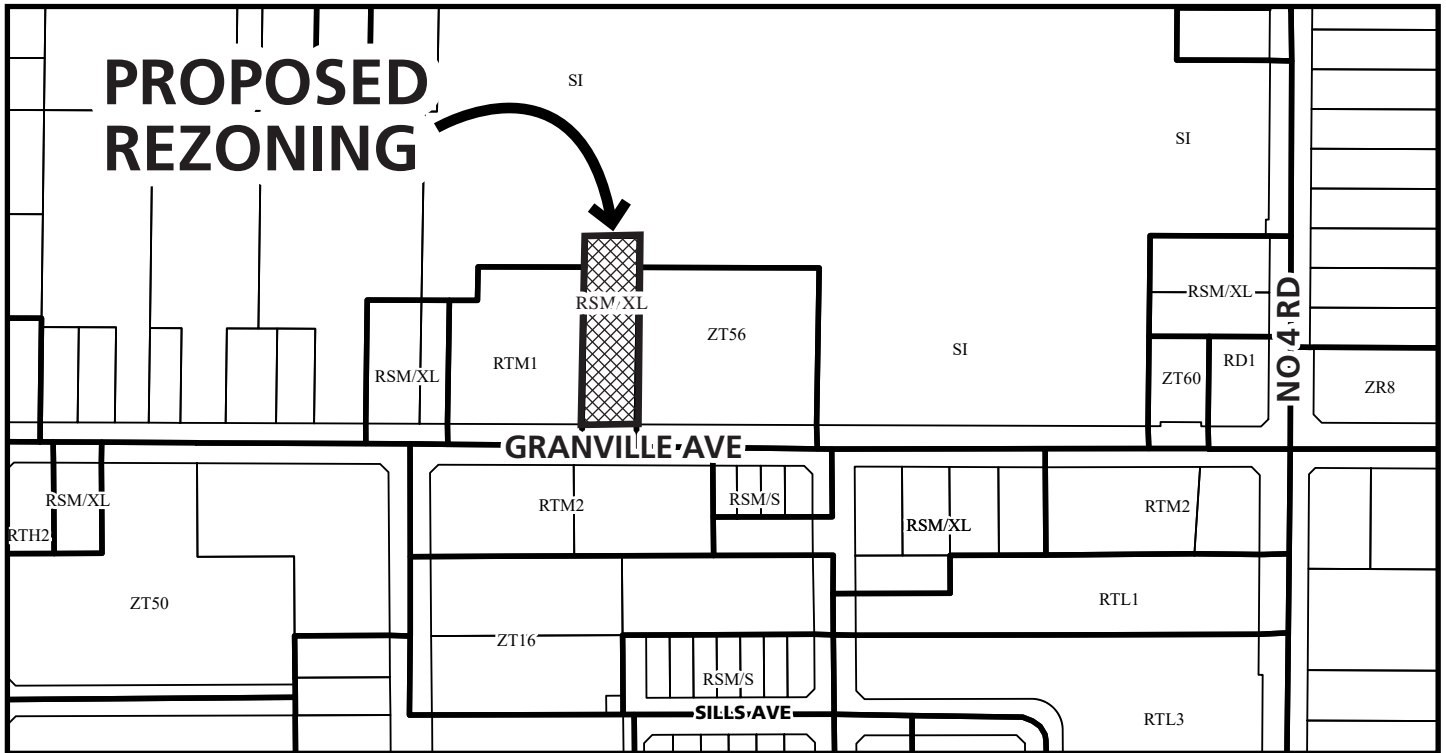 PROPOSED
REZONING
SI
SI
RSM/XL
RSM/XL
RTM1
ZT56
SI
RSM/XL
ZT60
RD1
NO 4 RD
ZR8
GRANVILLE AVE
RSM/XL
RTH2
RTM2
RSM/S
RSM/XL
RTM2
ZT50
ZT16
RTL1
RSM/S
SILLS AVE
RTL3